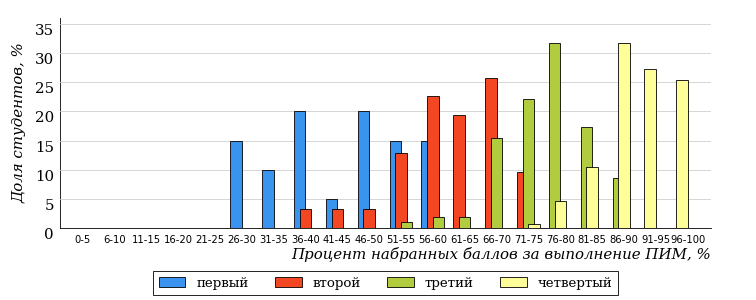 Доля студентов, %
35
30
25
20
15
10
5
0
0-5 6-10 11-15 16-20 21-25 26-30 31-35 36-40 41-45 46-50 51-55 56-60 61-65 66-70 71-75 76-80 81-85 86-90 91-95 96-100
Процент набранных баллов за выполнение ПИМ, %
первый второй третий четвертый